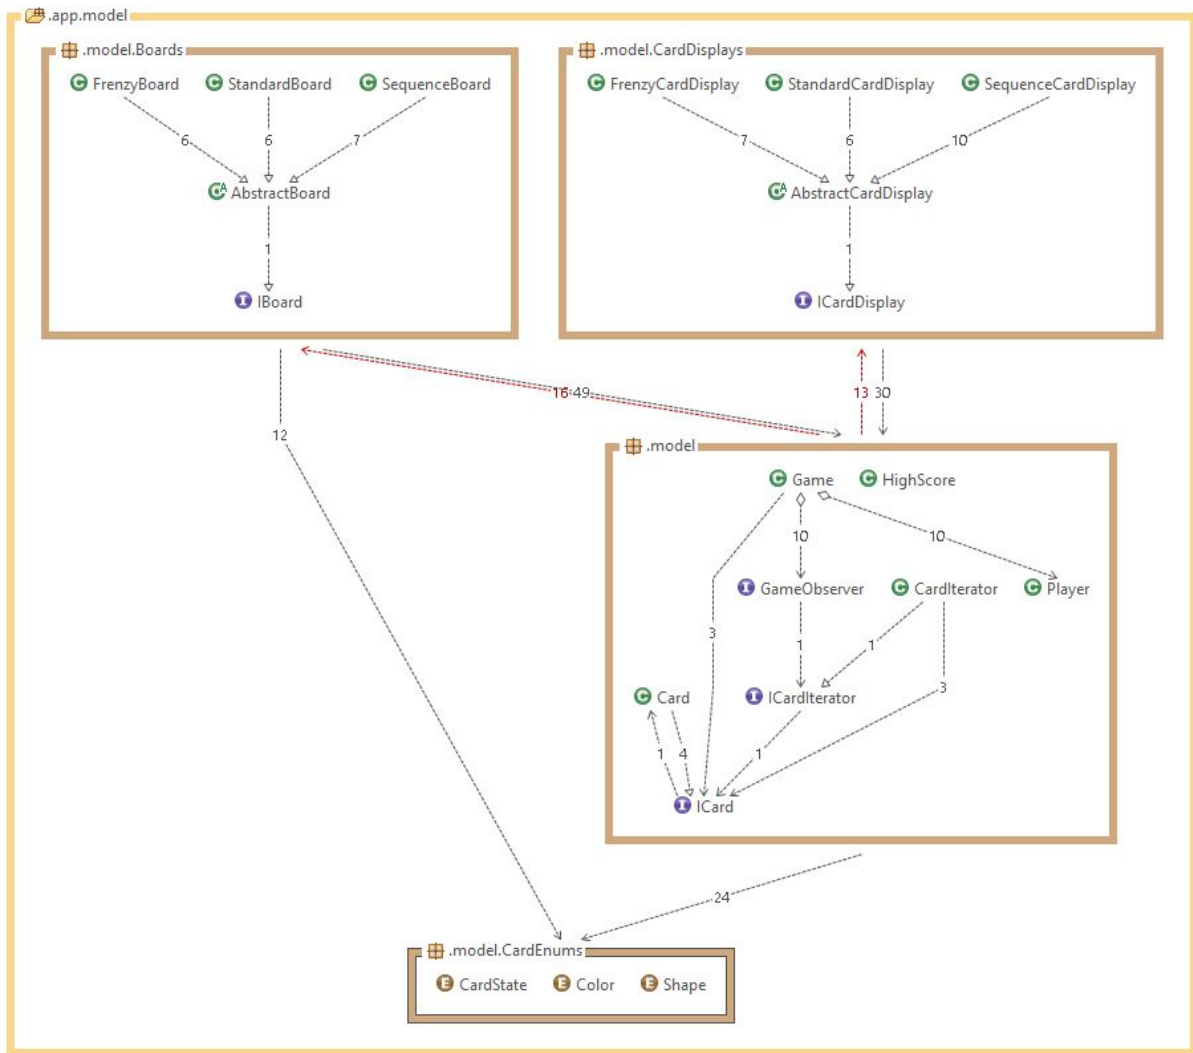 .app.model
.model.Boards
.model.CardDisplays
FrenzyBoard
StandardBoard
SequenceBoard
FrenzyCardDisplay
StandardCardDisplay
SequenceCardDisplay
6
6
7
7
6
10
AbstractBoard
AbstractCardDisplay
1
1
IBoard
ICardDisplay
16
49
13
30
12
.model
Game
HighScore
10
10
GameObserver
CardIterator
Player
3
1
1
3
Card
ICardIterator
1
4
1
ICard
24
.model.CardEnums
CardState
Color
Shape